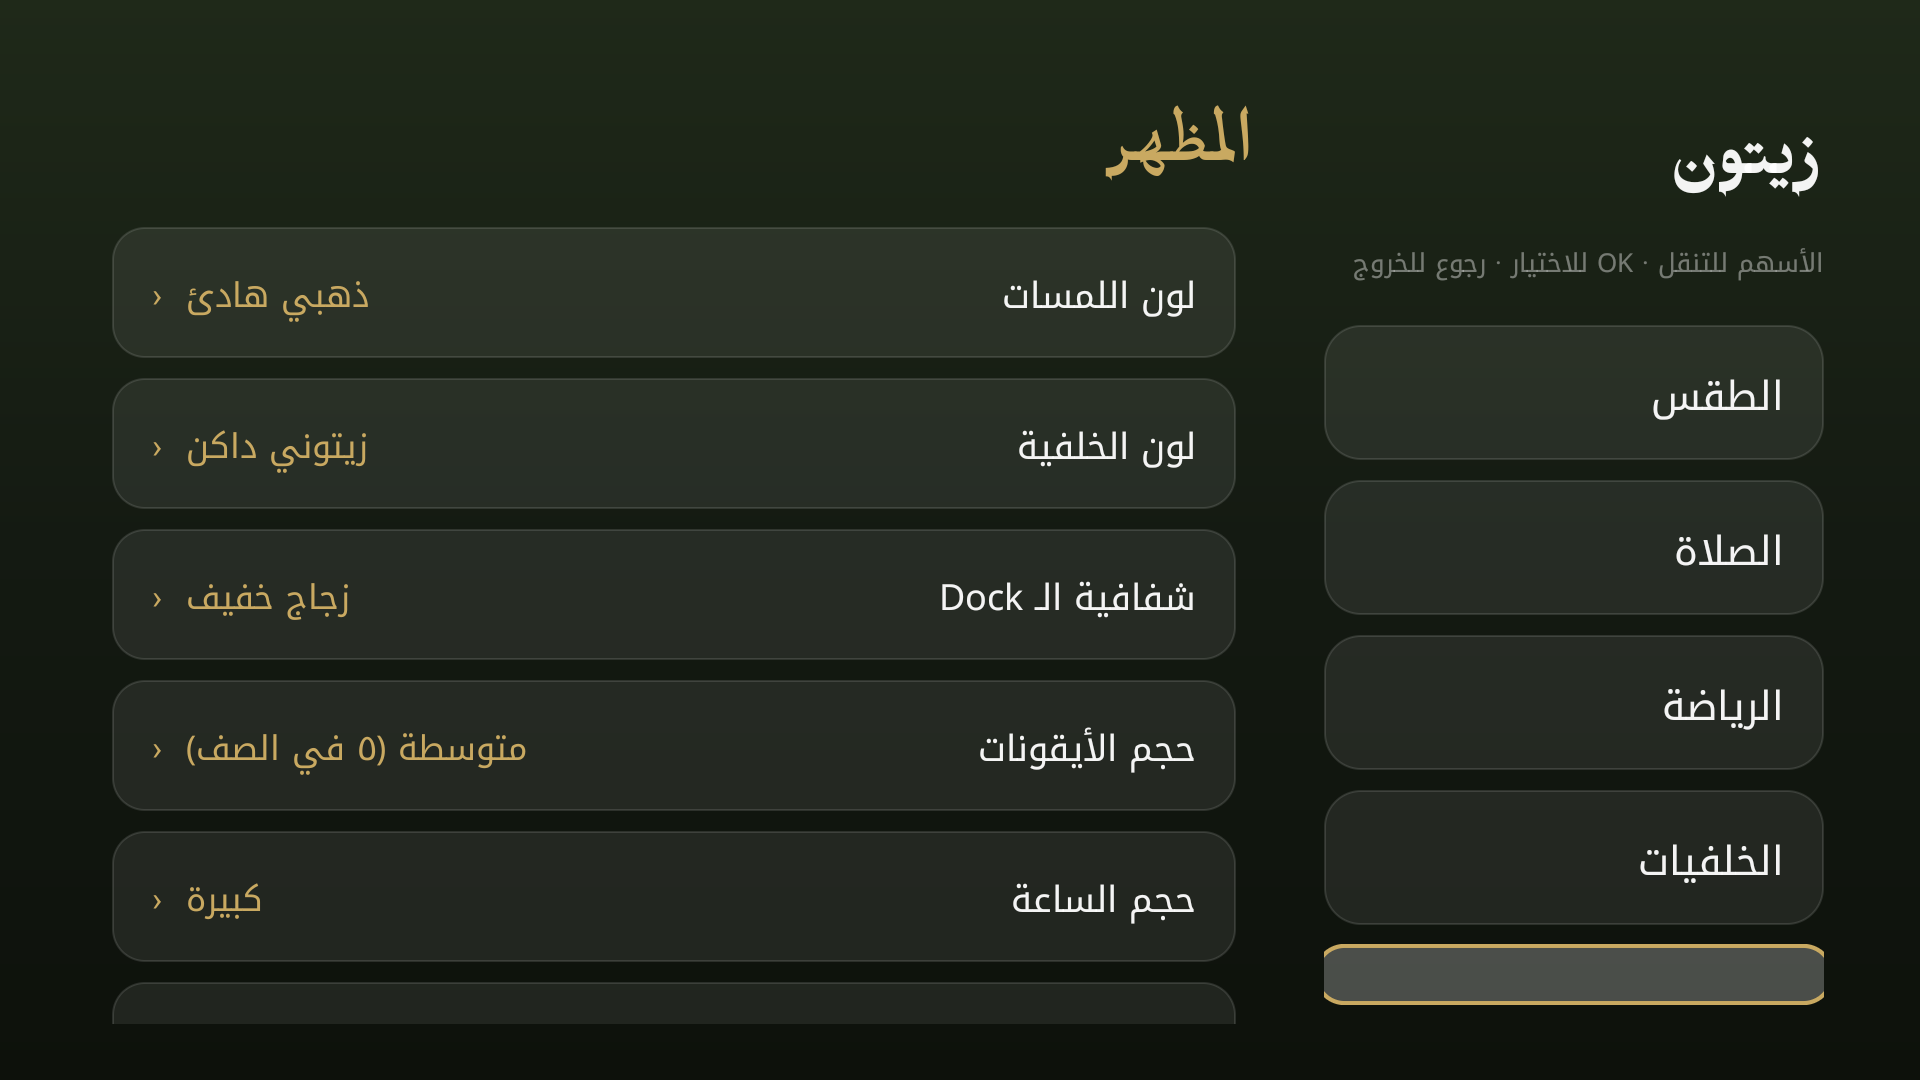 زيتون
الأسهم للتنقل · OK للاختيار · رجوع للخروج
الطقس
الصلاة
الرياضة
الخلفيات
المظهر
لون اللمسات ذهبي هادئ ‹
لون الخلفية زيتوني داكن ‹
شفافية الـ Dock زجاج خفيف ‹
حجم الأيقونات متوسطة (٥ في الصف) ‹
حجم الساعة كبيرة ‹